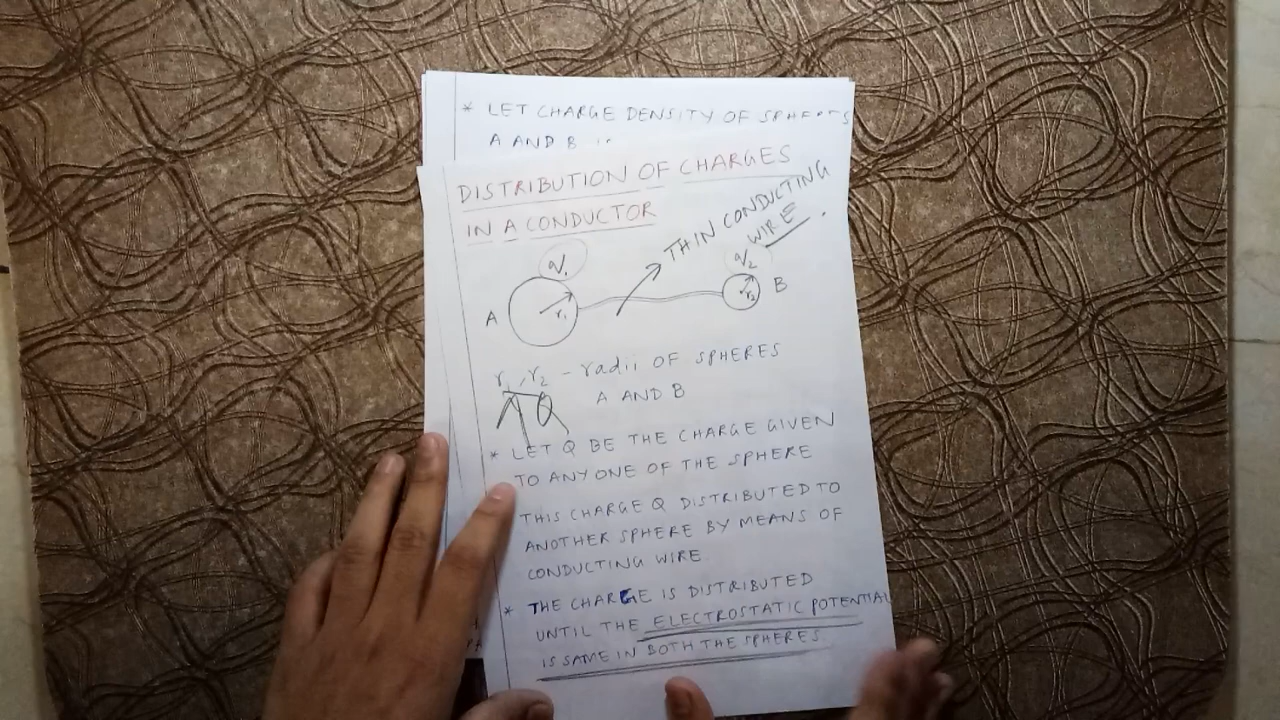 * LET CHARGE DENSITY OF SPHERES
A AND B
DISTRIBUTION OF CHARGES
IN A CONDUCTOR
THIN CONDUCTING
WIRE.
q1
q2
A
r1
r2
B
r1, r2 - radii OF SPHERES
A AND B
* LET Q BE THE CHARGE GIVEN
TO ANY ONE OF THE SPHERE
THIS CHARGE Q DISTRIBUTED TO
ANOTHER SPHERE BY MEANS OF
CONDUCTING WIRE.
* THE CHARGE IS DISTRIBUTED
UNTIL THE ELECTROSTATIC POTENTIAL
IS SAME IN BOTH THE SPHERES.